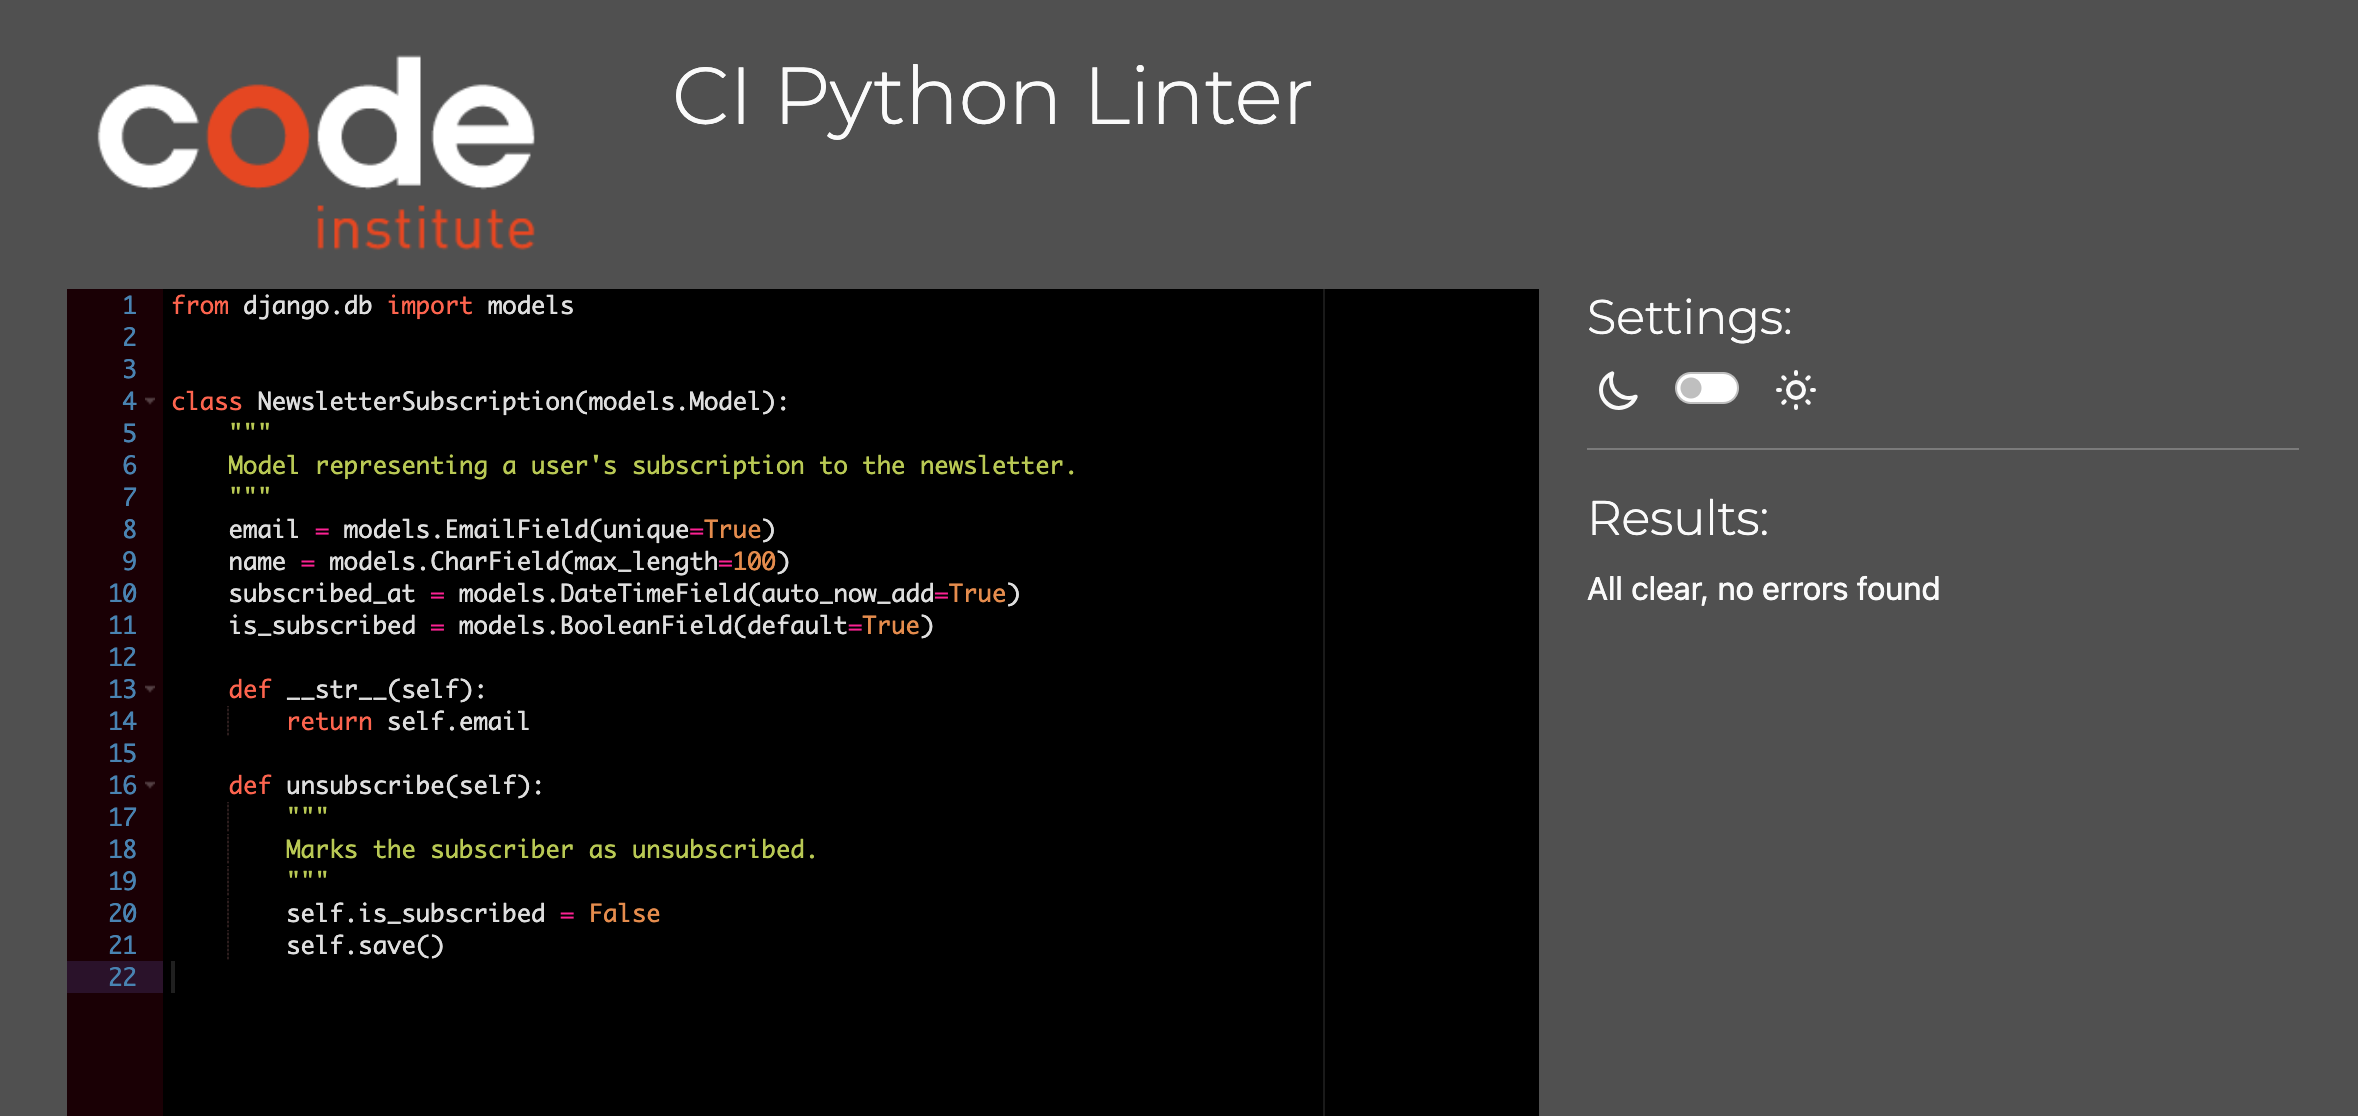 code
institute
CI Python Linter
1 from django.db import models
2
3
4 class NewsletterSubscription(models.Model):
5     """
6     Model representing a user's subscription to the newsletter.
7     """
8     email = models.EmailField(unique=True)
9     name = models.CharField(max_length=100)
10     subscribed_at = models.DateTimeField(auto_now_add=True)
11     is_subscribed = models.BooleanField(default=True)
12
13     def __str__(self):
14         return self.email
15
16     def unsubscribe(self):
17         """
18         Marks the subscriber as unsubscribed.
19         """
20         self.is_subscribed = False
21         self.save()
22
Settings:
Results:
All clear, no errors found